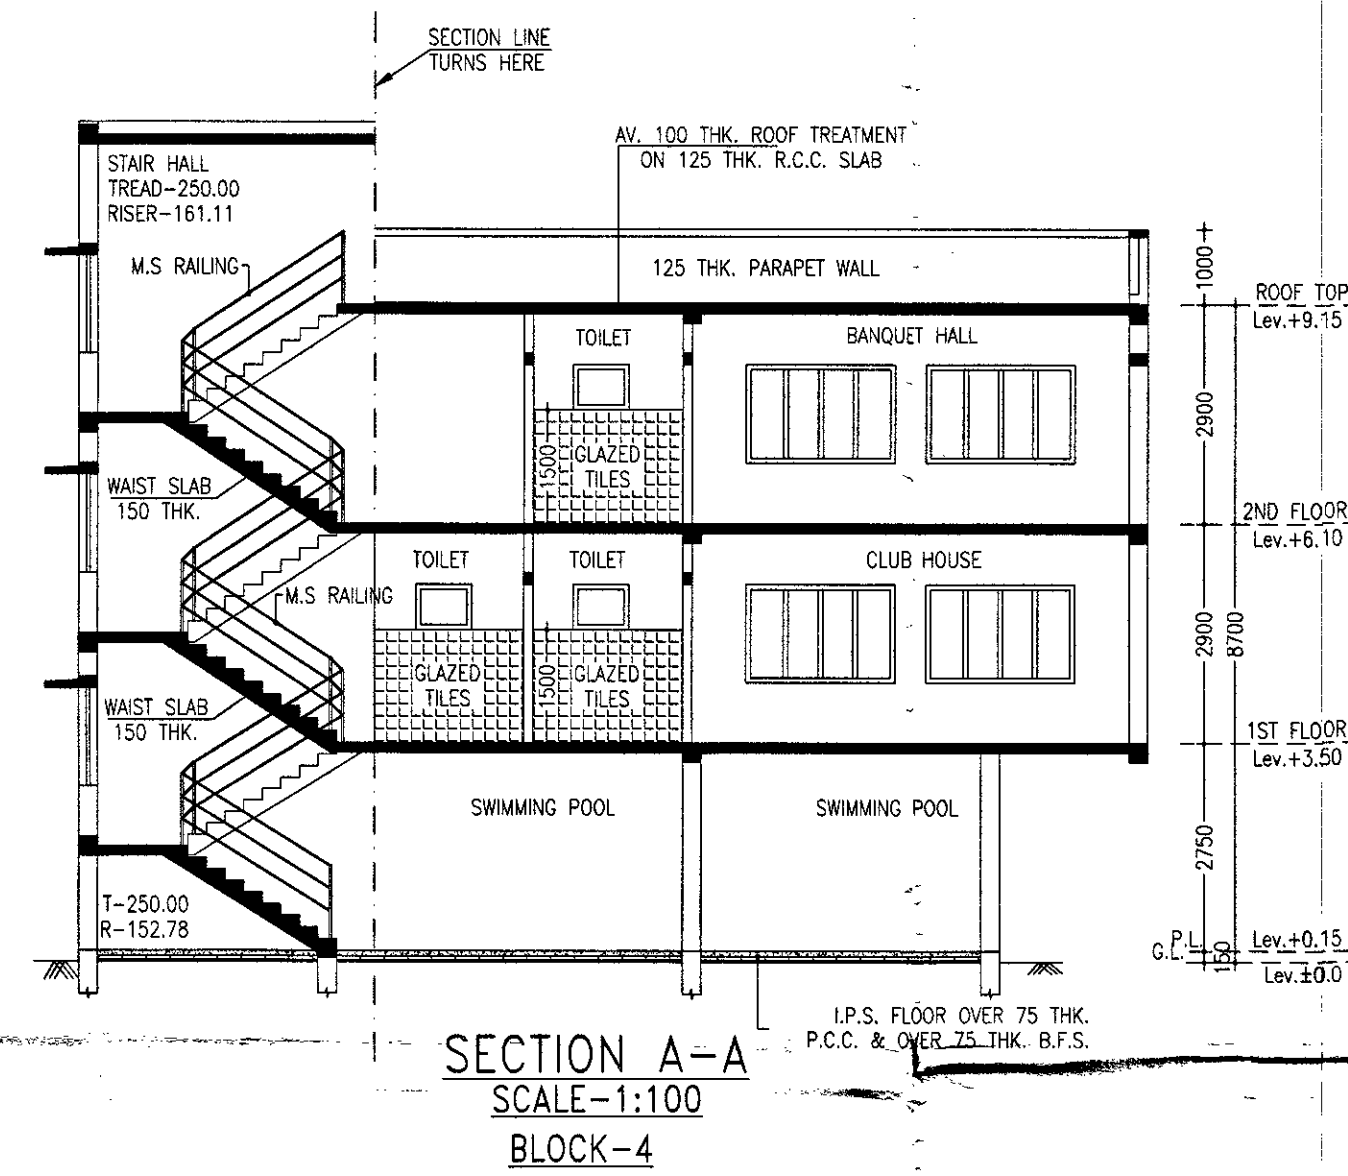 SECTION LINE
TURNS HERE
AV. 100 THK. ROOF TREATMENT
ON 125 THK. R.C.C. SLAB
STAIR HALL
TREAD-250.00
RISER-161.11
M.S RAILING
125 THK. PARAPET WALL
1000
ROOF TOP
Lev.+9.15
TOILET
BANQUET HALL
2900
GLAZED
TILES
1500
WAIST SLAB
150 THK.
2ND FLOOR
Lev.+6.10
TOILET
TOILET
CLUB HOUSE
M.S RAILING
2900
8700
GLAZED
TILES
GLAZED
TILES
1500
WAIST SLAB
150 THK.
1ST FLOOR
Lev.+3.50
SWIMMING POOL
SWIMMING POOL
2750
T-250.00
R-152.78
P.L.
Lev.+0.15
G.L.
150
Lev.±0.0
I.P.S. FLOOR OVER 75 THK.
P.C.C. & OVER 75 THK. B.F.S.
SECTION A-A
SCALE-1:100
BLOCK-4